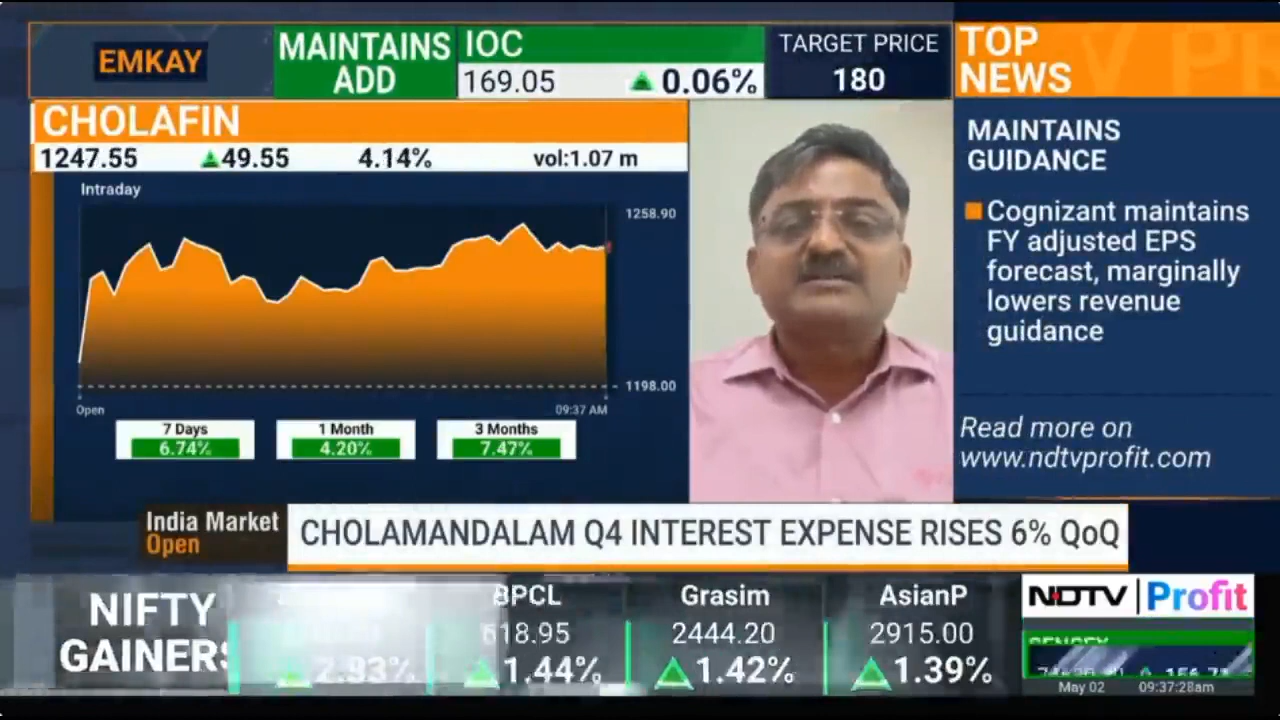 EMKAY
MAINTAINS
ADD
IOC
169.05 0.06%
TARGET PRICE
180
TOP
NEWS
CHOLAFIN
1247.55 49.55 4.14% vol:1.07 m
Intraday
1258.90
1198.00
Open 09:37 AM
7 Days
6.74%
1 Month
4.20%
3 Months
7.47%
MAINTAINS
GUIDANCE
Cognizant maintains
FY adjusted EPS
forecast, marginally
lowers revenue
guidance
Read more on
www.ndtvprofit.com
India Market
Open
CHOLAMANDALAM Q4 INTEREST EXPENSE RISES 6% QoQ
NIFTY
GAINERS
2.93%
BPCL
618.95
1.44%
Grasim
2444.20
1.42%
AsianP
2915.00
1.39%
NDTV Profit
SENSEX
May 02 09:37:28am